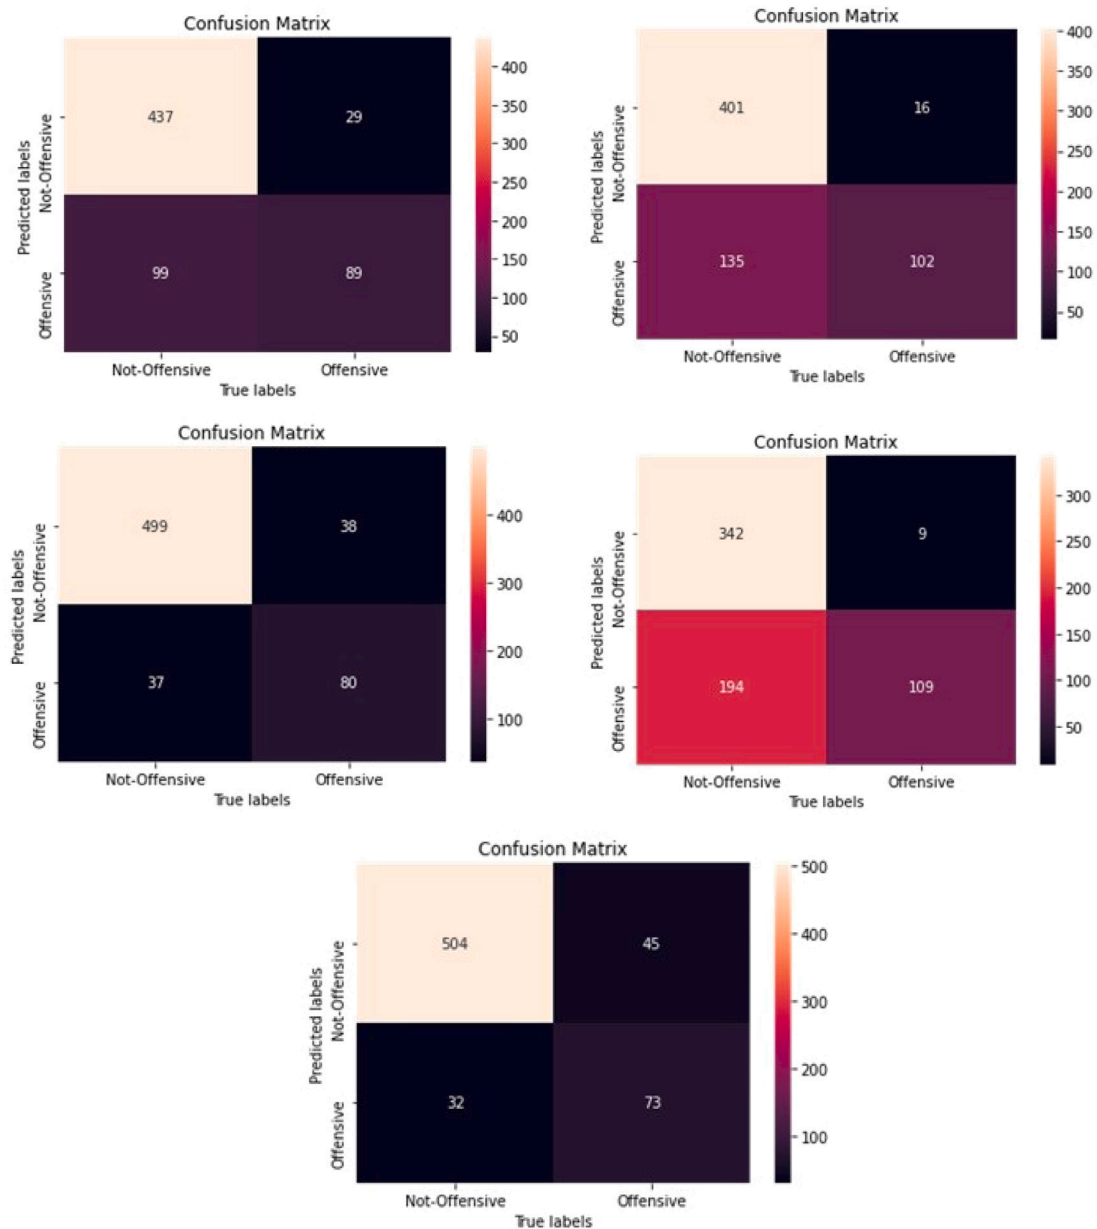 Confusion Matrix
Predicted labels
Not-Offensive
Offensive
437
29
99
89
400
350
300
250
200
150
100
50
Not-Offensive
Offensive
True labels
Confusion Matrix
Predicted labels
Not-Offensive
Offensive
401
16
135
102
400
350
300
250
200
150
100
50
Not-Offensive
Offensive
True labels
Confusion Matrix
Predicted labels
Not-Offensive
Offensive
499
38
37
80
400
300
200
100
Not-Offensive
Offensive
True labels
Confusion Matrix
Predicted labels
Not-Offensive
Offensive
342
9
194
109
300
250
200
150
100
50
Not-Offensive
Offensive
True labels
Confusion Matrix
Predicted labels
Not-Offensive
Offensive
504
45
32
73
500
400
300
200
100
Not-Offensive
Offensive
True labels